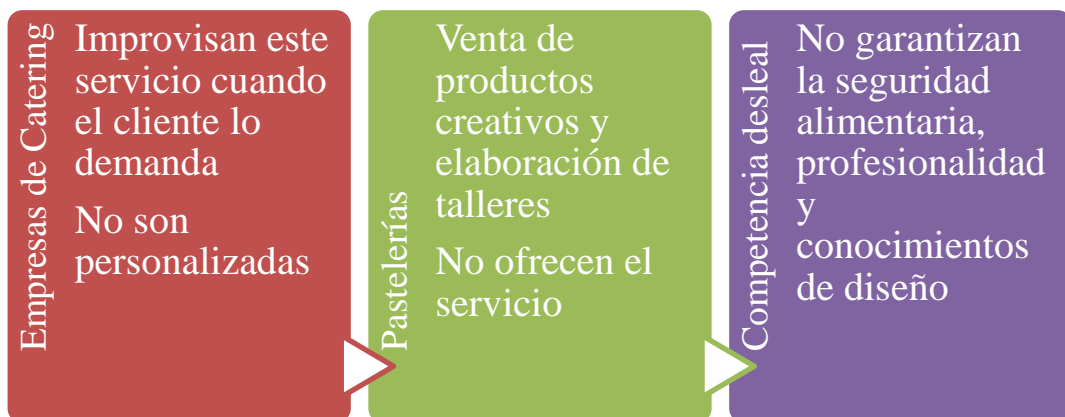 Empresas de Catering
Improvisan este
servicio cuando
el cliente lo
demanda
No son
personalizadas
Pastelerías
Venta de
productos
creativos y
elaboración de
talleres
No ofrecen el
servicio
Competencia desleal
No garantizan
la seguridad
alimentaria,
profesionalidad
y
conocimientos
de diseño